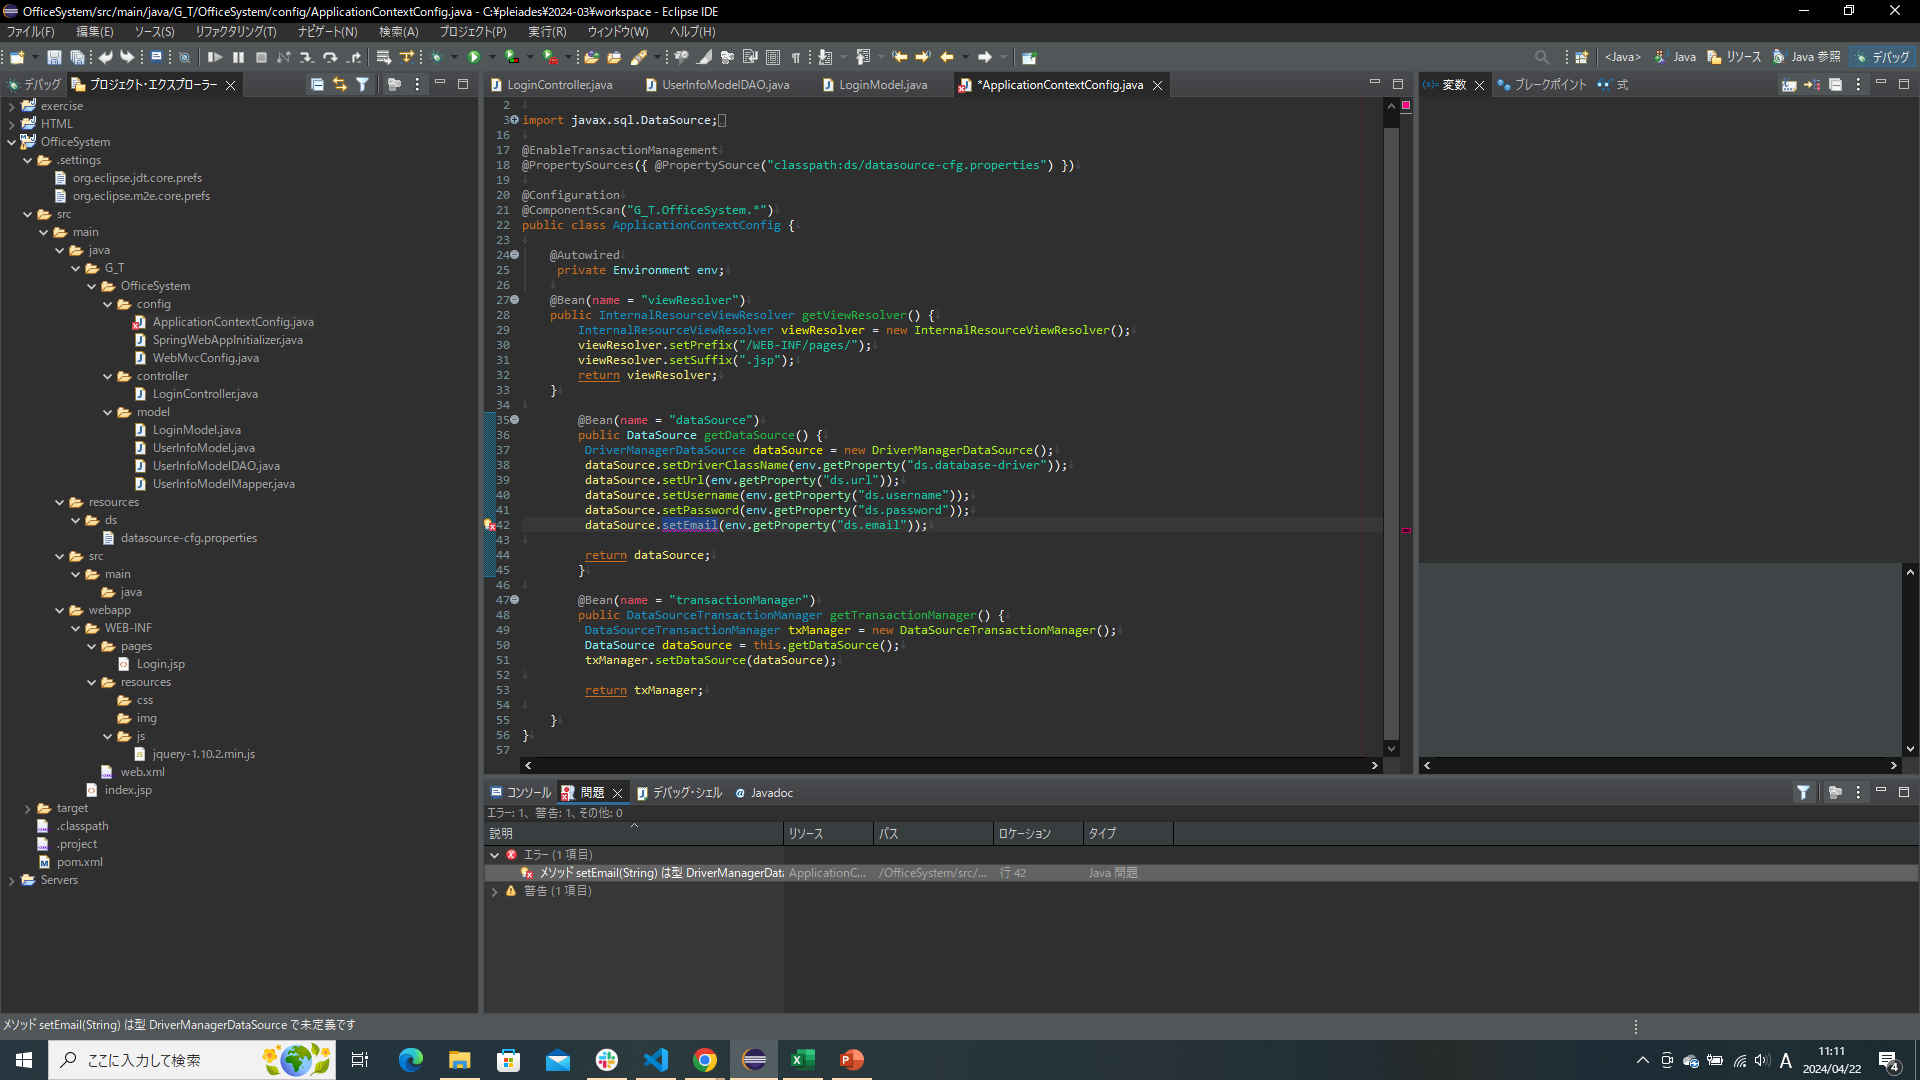 OfficeSystem/src/main/java/G_T/OfficeSystem/config/ApplicationContextConfig.java - C:¥pleiades¥2024-03¥workspace - Eclipse IDE
ファイル(F) 編集(E) ソース(S) リファクタリング(T) ナビゲート(N) 検索(A) プロジェクト(P) 実行(R) ウィンドウ(W) ヘルプ(H)
<Java> Java リソース Java 参照 デバッグ
デバッグ プロジェクト・エクスプローラー
exercise
HTML
OfficeSystem
.settings
org.eclipse.jdt.core.prefs
org.eclipse.m2e.core.prefs
src
main
java
G_T
OfficeSystem
config
ApplicationContextConfig.java
SpringWebAppInitializer.java
WebMvcConfig.java
controller
LoginController.java
model
LoginModel.java
UserInfoModel.java
UserInfoModelDAO.java
UserInfoModelMapper.java
resources
ds
datasource-cfg.properties
src
main
java
webapp
WEB-INF
pages
Login.jsp
resources
css
img
js
jquery-1.10.2.min.js
web.xml
index.jsp
target
.classpath
.project
pom.xml
Servers
LoginController.java UserInfoModelDAO.java LoginModel.java *ApplicationContextConfig.java
2
3 import javax.sql.DataSource;
16
17 @EnableTransactionManagement
18 @PropertySources({ @PropertySource("classpath:ds/datasource-cfg.properties") })
19
20 @Configuration
21 @ComponentScan("G_T.OfficeSystem.*")
22 public class ApplicationContextConfig {
23
24 @Autowired
25 private Environment env;
26
27 @Bean(name = "viewResolver")
28 public InternalResourceViewResolver getViewResolver() {
29 InternalResourceViewResolver viewResolver = new InternalResourceViewResolver();
30 viewResolver.setPrefix("/WEB-INF/pages/");
31 viewResolver.setSuffix(".jsp");
32 return viewResolver;
33 }
34
35 @Bean(name = "dataSource")
36 public DataSource getDataSource() {
37 DriverManagerDataSource dataSource = new DriverManagerDataSource();
38 dataSource.setDriverClassName(env.getProperty("ds.database-driver"));
39 dataSource.setUrl(env.getProperty("ds.url"));
40 dataSource.setUsername(env.getProperty("ds.username"));
41 dataSource.setPassword(env.getProperty("ds.password"));
42 dataSource.setEmail(env.getProperty("ds.email"));
43
44 return dataSource;
45 }
46
47 @Bean(name = "transactionManager")
48 public DataSourceTransactionManager getTransactionManager() {
49 DataSourceTransactionManager txManager = new DataSourceTransactionManager();
50 DataSource dataSource = this.getDataSource();
51 txManager.setDataSource(dataSource);
52
53 return txManager;
54
55 }
56 }
57
変数 ブレークポイント 式
コンソール 問題 デバッグ・シェル Javadoc
エラー: 1、警告: 1、その他: 0
説明 リソース パス ロケーション タイプ
エラー (1 項目)
メソッド setEmail(String) は型 DriverManagerData ApplicationC... /OfficeSystem/src/... 行 42 Java 問題
警告 (1 項目)
メソッド setEmail(String) は型 DriverManagerDataSource で未定義です
ここに入力して検索
A
11:11
2024/04/22
4